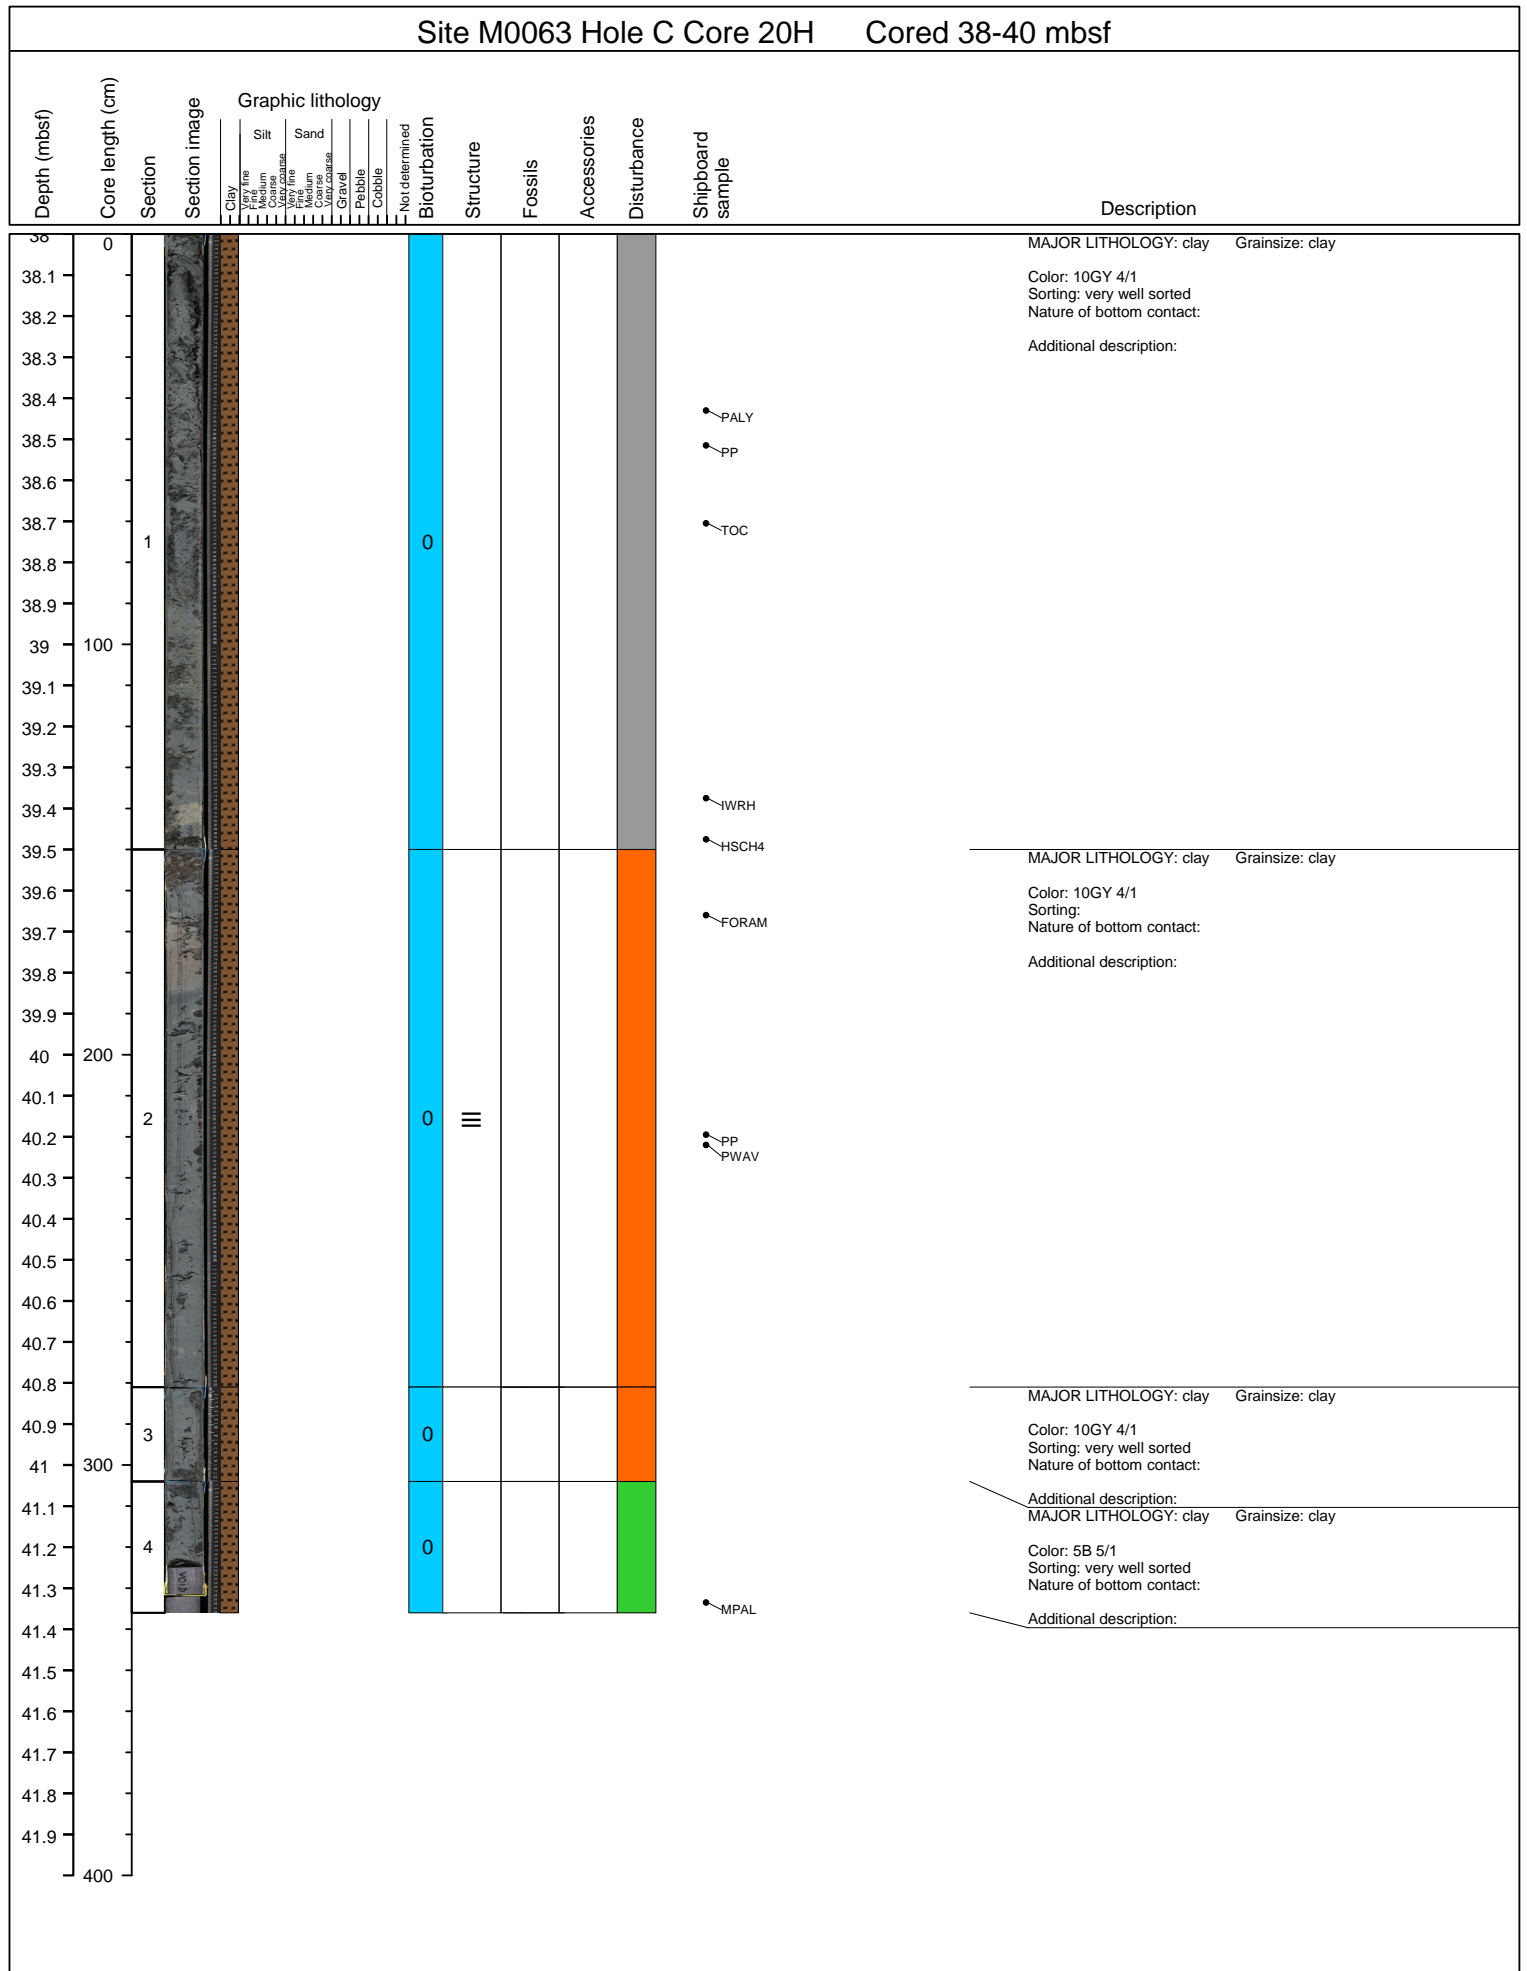 Site M0063 Hole C Core 20H Cored 38-40 mbsf
Depth (mbsf)
Core length (cm)
Section
Section image
Graphic lithology
Clay
Silt
Very fine
Fine
Medium
Coarse
Very coarse
Sand
Very fine
Fine
Medium
Coarse
Very coarse
Gravel
Pebble
Cobble
Not determined
Bioturbation
Structure
Fossils
Accessories
Disturbance
Shipboard
sample
Description
38
38.1
38.2
38.3
38.4
38.5
38.6
38.7
38.8
38.9
39
39.1
39.2
39.3
39.4
39.5
39.6
39.7
39.8
39.9
40
40.1
40.2
40.3
40.4
40.5
40.6
40.7
40.8
40.9
41
41.1
41.2
41.3
41.4
41.5
41.6
41.7
41.8
41.9
0
100
200
300
400
1
2
3
4
VOID
0
0
0
0
PALY
PP
TOC
IWRH
HSCH4
FORAM
PP
PWAV
MPAL
MAJOR LITHOLOGY: clay Grainsize: clay
Color: 10GY 4/1
Sorting: very well sorted
Nature of bottom contact:
Additional description:
MAJOR LITHOLOGY: clay Grainsize: clay
Color: 10GY 4/1
Sorting:
Nature of bottom contact:
Additional description:
MAJOR LITHOLOGY: clay Grainsize: clay
Color: 10GY 4/1
Sorting: very well sorted
Nature of bottom contact:
Additional description:
MAJOR LITHOLOGY: clay Grainsize: clay
Color: 5B 5/1
Sorting: very well sorted
Nature of bottom contact:
Additional description: